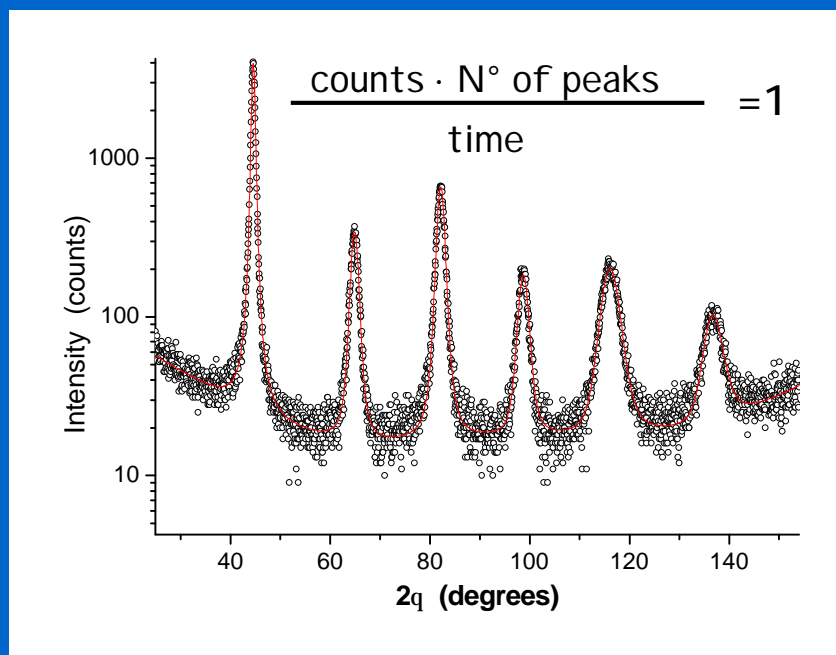 counts · N° of peaks
time
=1
1000
100
10
Intensity (counts)
40 60 80 100 120 140
2q (degrees)